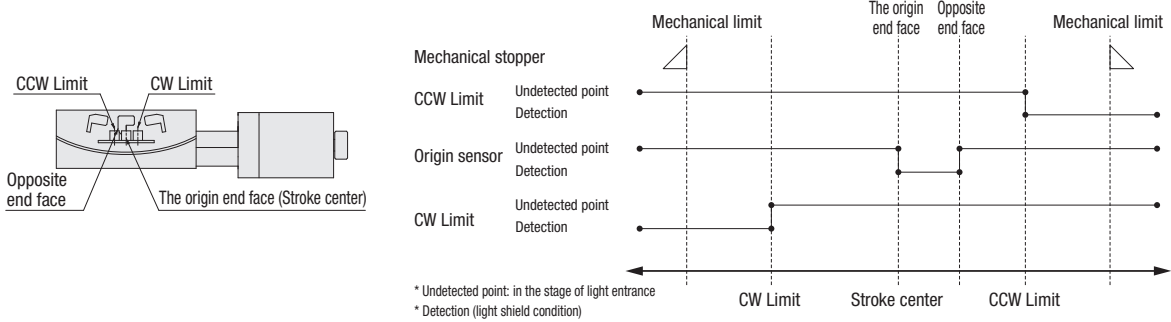 CCW Limit
CW Limit
Opposite
end face
The origin end face (Stroke center)
Mechanical limit
The origin
end face
Opposite
end face
Mechanical limit
Mechanical stopper
CCW Limit
Undetected point
Detection
Origin sensor
Undetected point
Detection
CW Limit
Undetected point
Detection
CW Limit
Stroke center
CCW Limit
* Undetected point: in the stage of light entrance
* Detection (light shield condition)